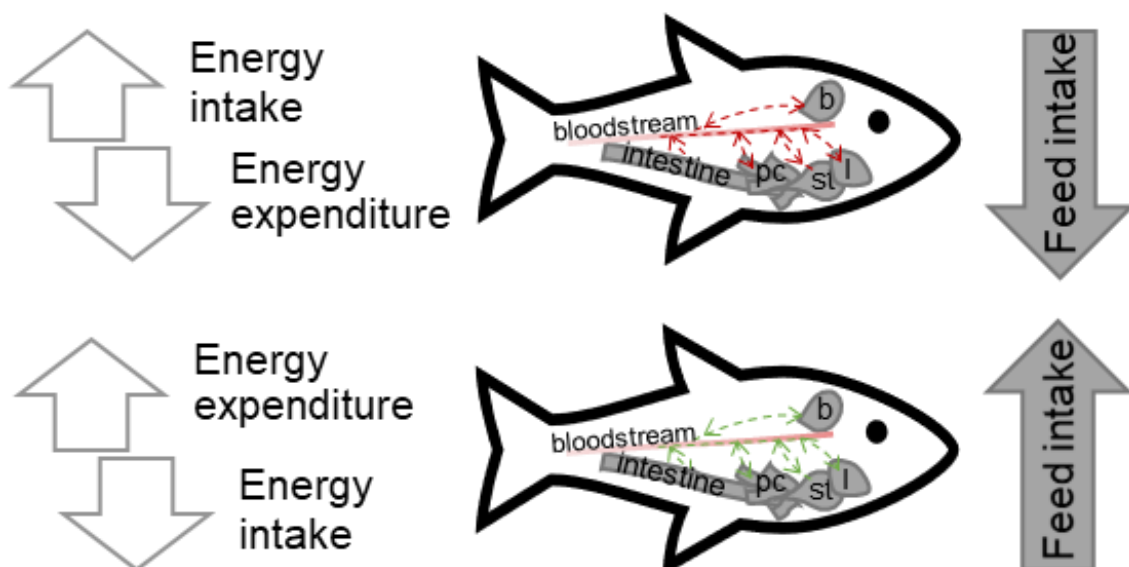 Energy
intake
Energy
expenditure
b
bloodstream
intestine
pc
st
l
Feed intake
Energy
expenditure
Energy
intake
b
bloodstream
intestine
pc
st
l
Feed intake